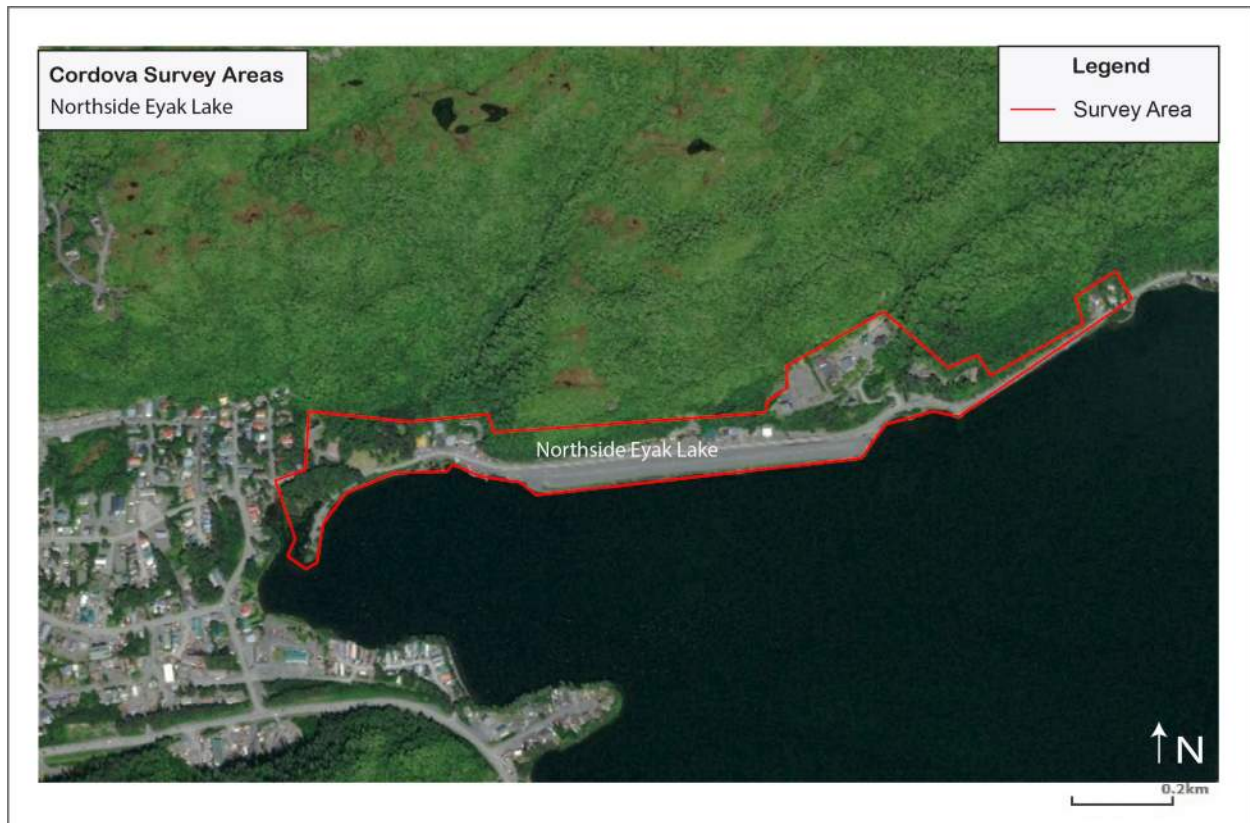 Cordova Survey Areas
Northside Eyak Lake
Legend
Survey Area
Northside Eyak Lake
N
0.2km